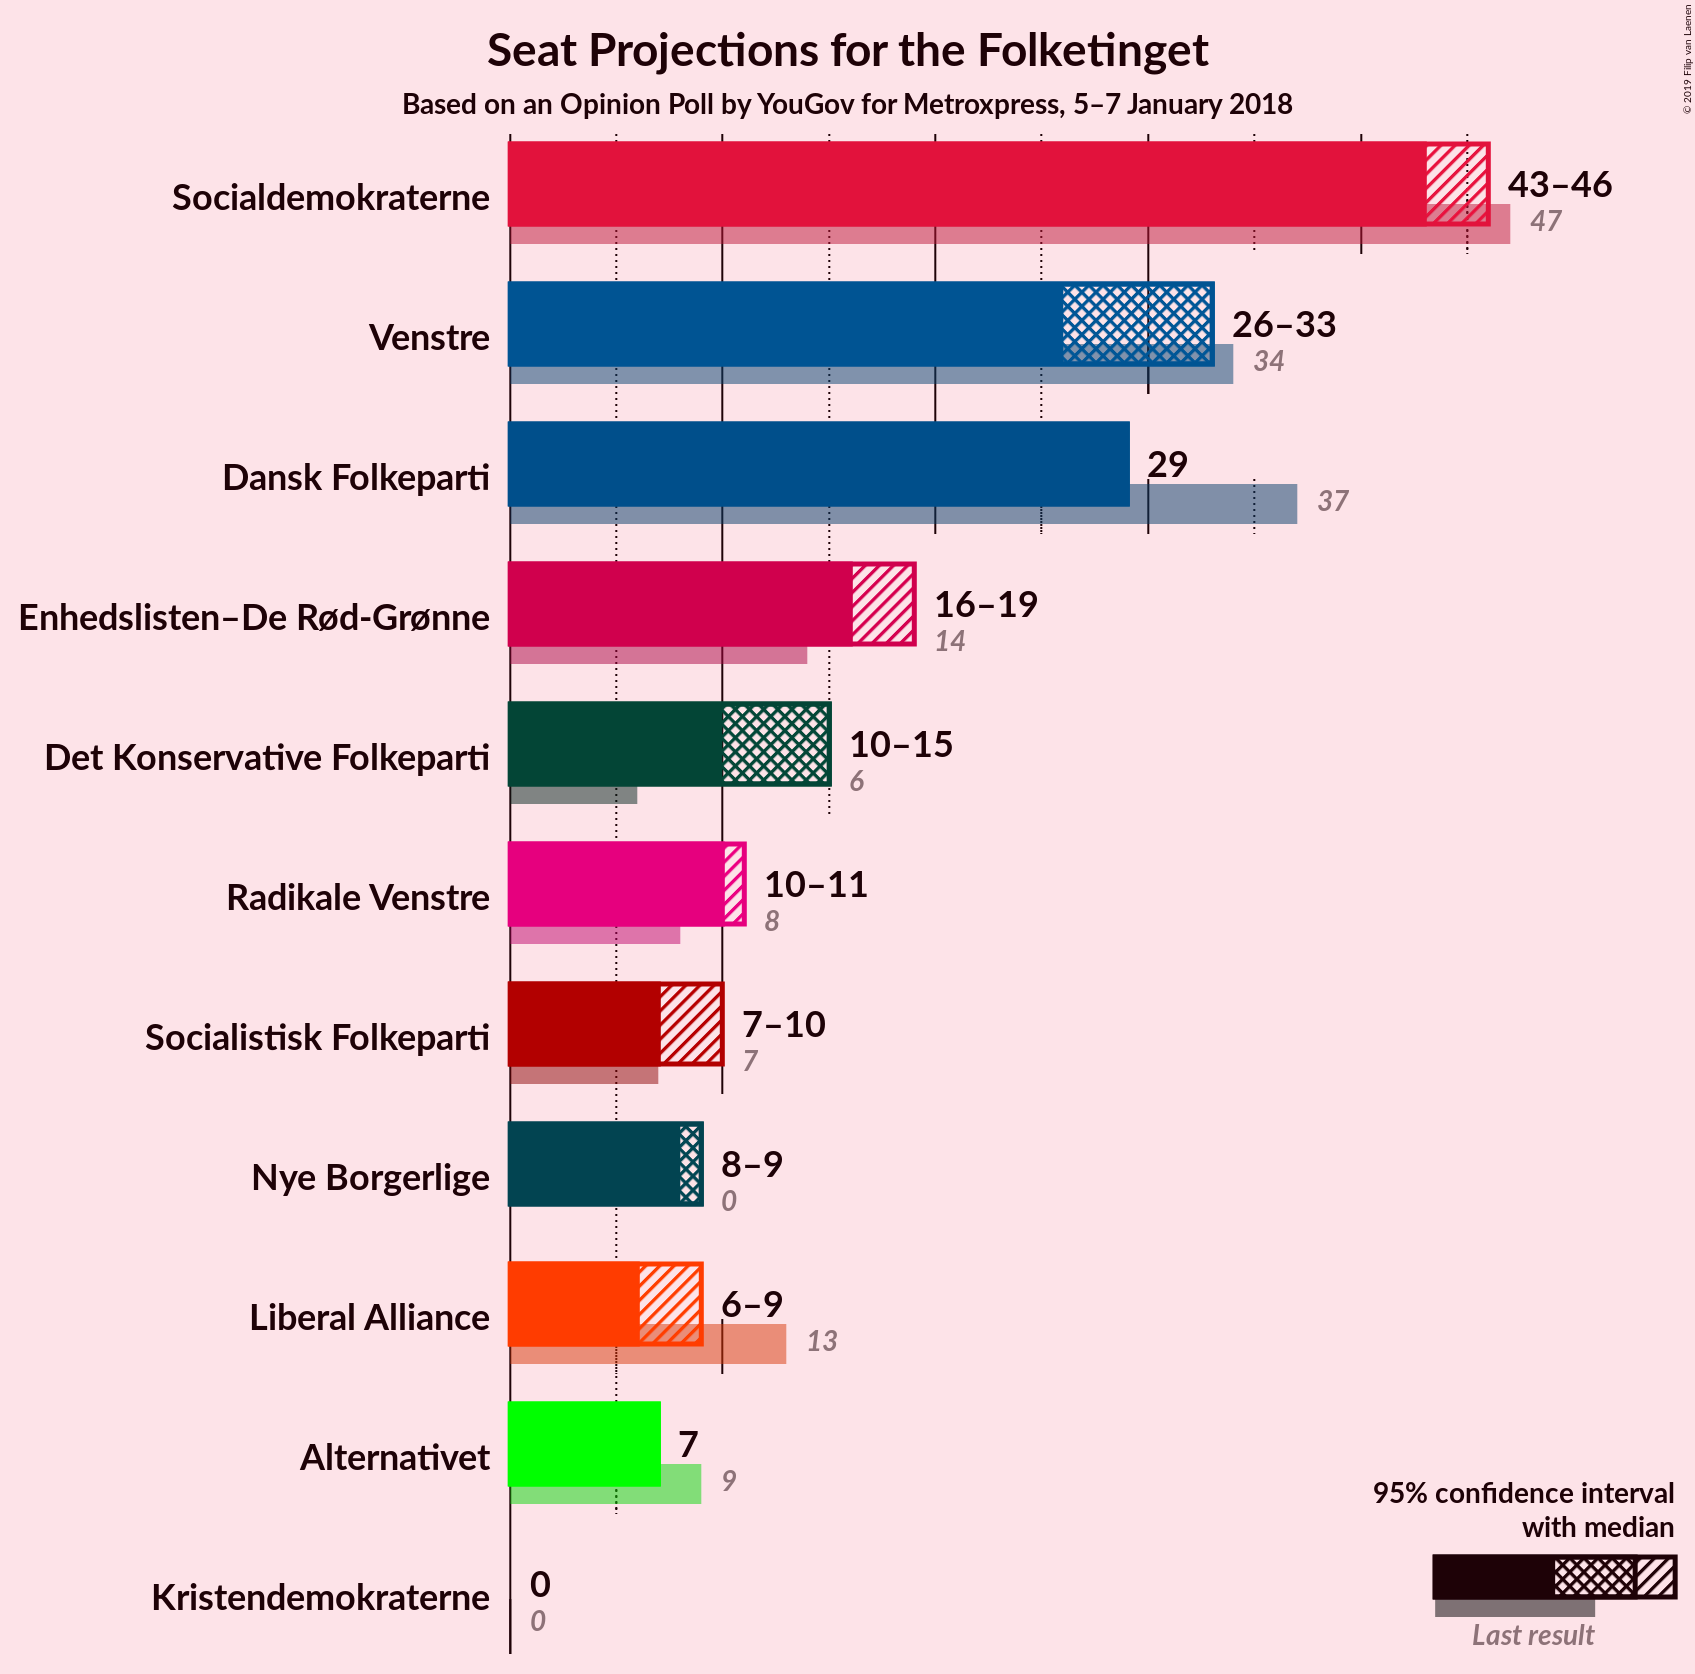 Seat Projections for the Folketinget
Based on an Opinion Poll by YouGov for Metroxpress, 5–7 January 2018
© 2019 Filip van Laenen
Socialdemokraterne
43–46
47
Venstre
26–33
34
Dansk Folkeparti
29
37
Enhedslisten–De Rød-Grønne
16–19
14
Det Konservative Folkeparti
10–15
6
Radikale Venstre
10–11
8
Socialistisk Folkeparti
7–10
7
Nye Borgerlige
8–9
0
Liberal Alliance
6–9
13
Alternativet
7
9
Kristendemokraterne
0
0
95% confidence interval
with median
Last result